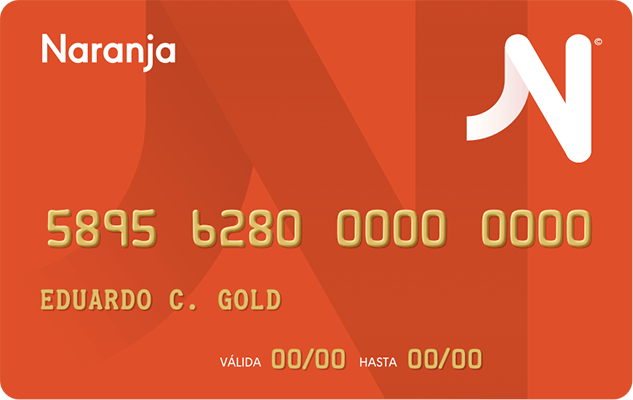 Naranja
N ©
5895 6280 0000 0000
EDUARDO C. GOLD
VÁLIDA 00/00 HASTA 00/00